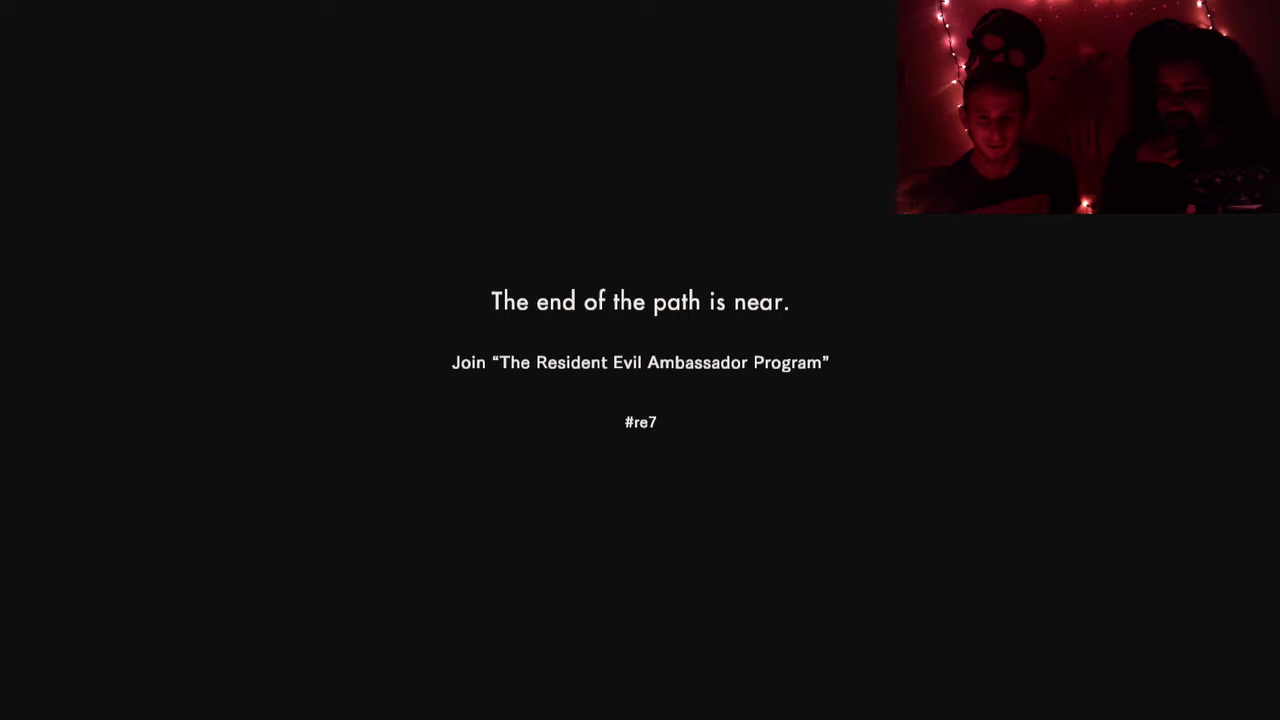 The end of the path is near.
Join “The Resident Evil Ambassador Program”
#re7